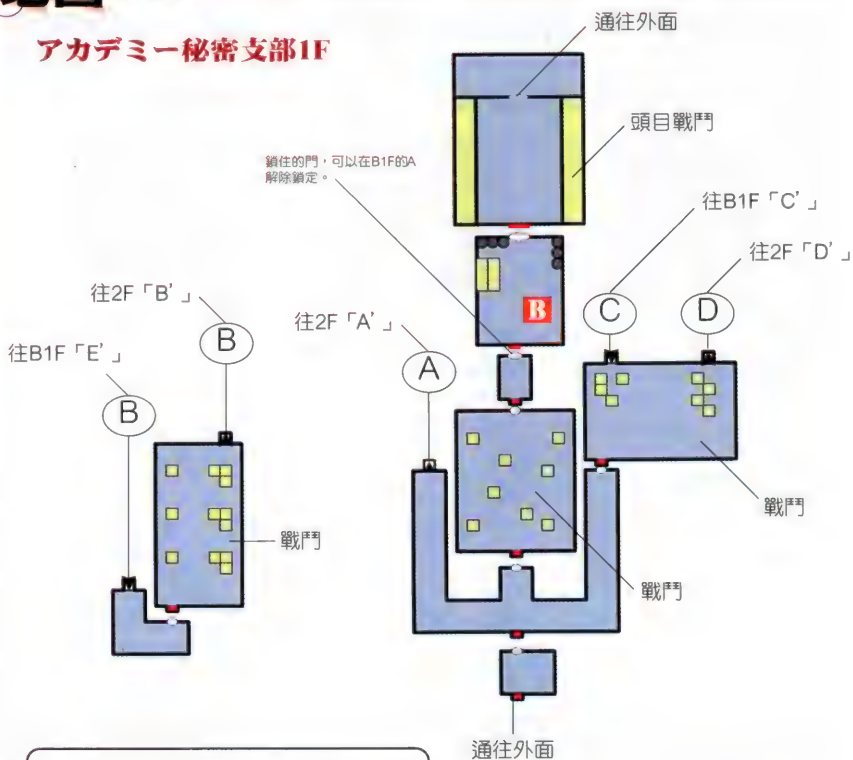 アカデミー秘密支部1F
通往外面
頭目戰鬥
鎖住的門，可以在B1F的A
解除鎖定。
往B1F「C'」
往2F「D'」
往2F「B'」
往2F「A'」
往B1F「E'」
B
C
D
B
A
B
戰鬥
戰鬥
戰鬥
通往外面